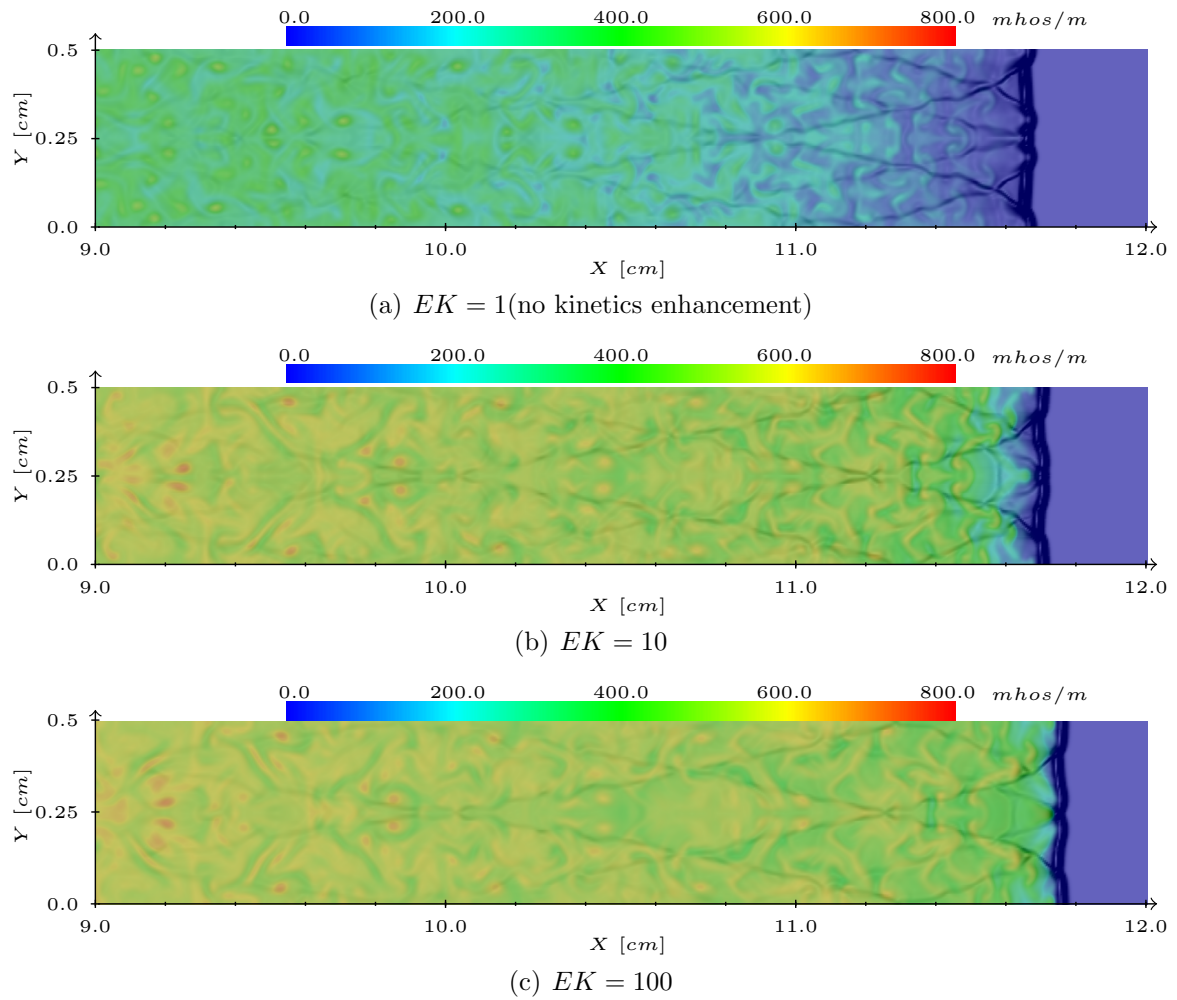 0.0 200.0 400.0 600.0 800.0 mhos/m
0.5
0.25
0.0
Y [cm]
9.0 10.0 11.0 12.0
X [cm]
(a) EK = 1(no kinetics enhancement)
0.0 200.0 400.0 600.0 800.0 mhos/m
0.5
0.25
0.0
Y [cm]
9.0 10.0 11.0 12.0
X [cm]
(b) EK = 10
0.0 200.0 400.0 600.0 800.0 mhos/m
0.5
0.25
0.0
Y [cm]
9.0 10.0 11.0 12.0
X [cm]
(c) EK = 100